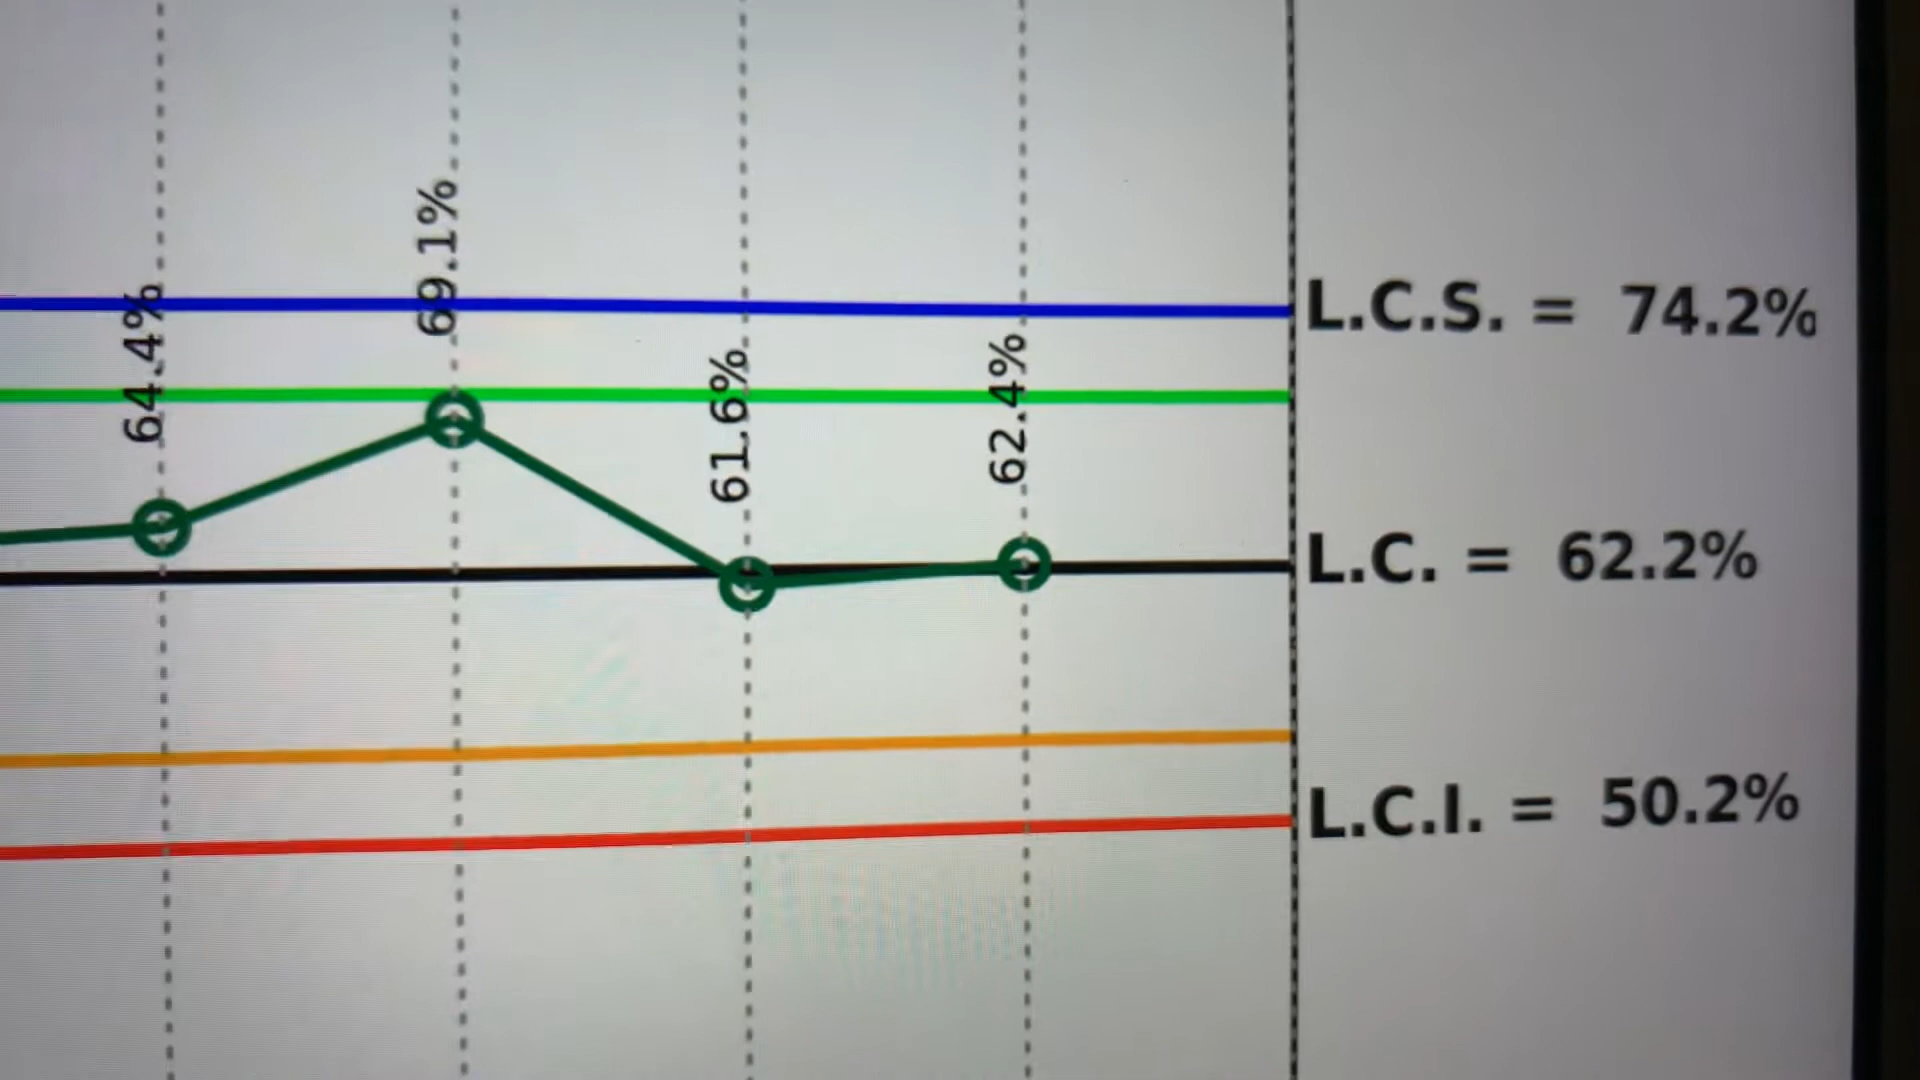 64.4%
69.1%
61.6%
62.4%
L.C.S. = 74.2%
L.C. = 62.2%
L.C.I. = 50.2%